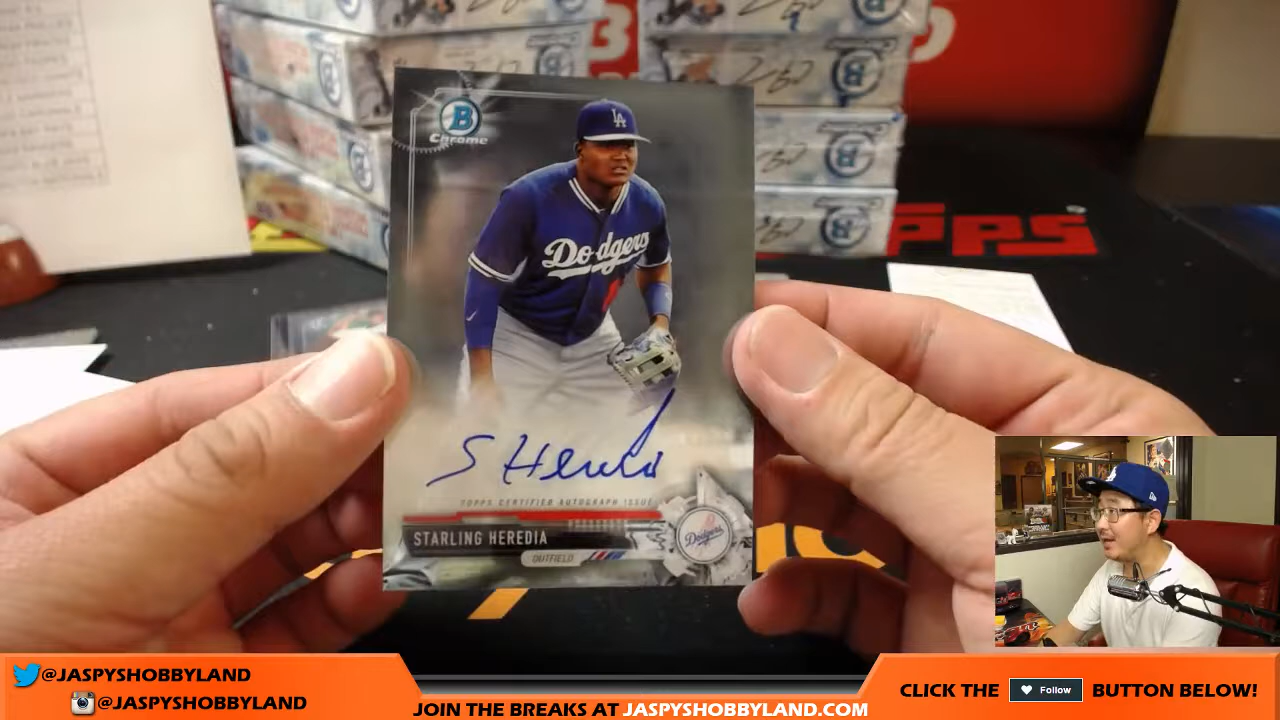 B
Chrome
LA
Dodgers
S Heredia
TOPPS CERTIFIED AUTOGRAPH ISSUE
STARLING HEREDIA
OUTFIELD
Dodgers
@JASPYSHOBBYLAND
@JASPYSHOBBYLAND
JOIN THE BREAKS AT JASPYSHOBBYLAND.COM
CLICK THE Follow BUTTON BELOW!